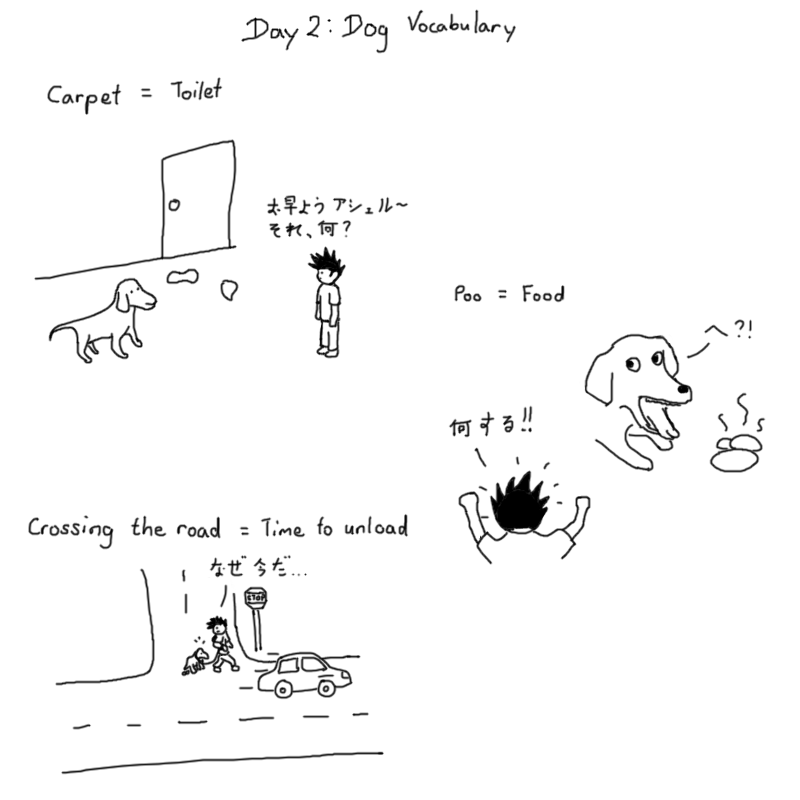 Day 2: Dog Vocabulary
Carpet = Toilet
お早よう アシェル〜
それ、何?
Poo = Food
へ?!
何する!!
Crossing the road = Time to unload
なぜ今だ...
STOP